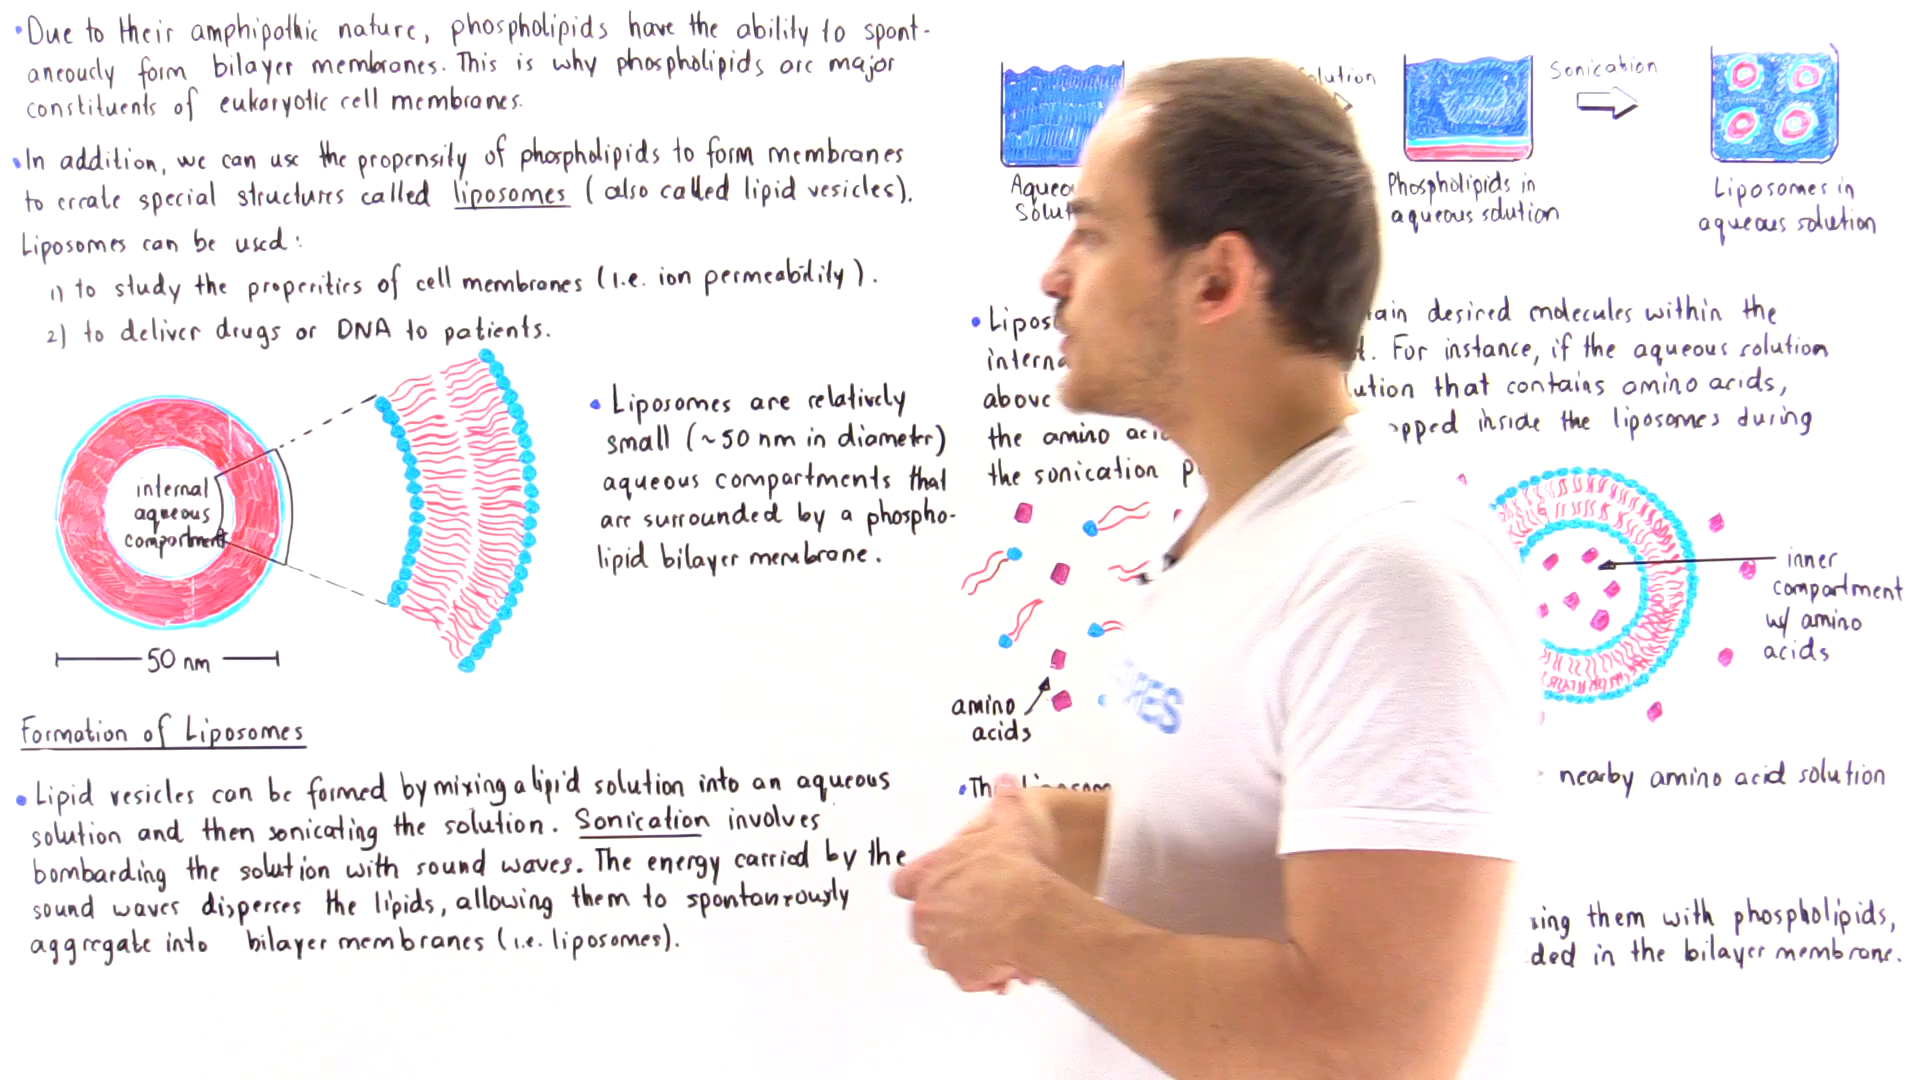 • Due to their amphipathic nature, phospholipids have the ability to spont-
aneously form bilayer membranes. This is why phospholipids are major
constituents of eukaryotic cell membranes.
• In addition, we can use the propensity of phospholipids to form membranes
to create special structures called liposomes (also called lipid vesicles).
Liposomes can be used:
1) to study the properities of cell membranes (i.e. ion permeability).
2) to deliver drugs or DNA to patients.
internal
aqueous
compartment
50 nm
• Liposomes are relatively
small (~50 nm in diameter)
aqueous compartments that
are surrounded by a phospho-
lipid bilayer membrane.
Formation of Liposomes
• Lipid vesicles can be formed by mixing a lipid solution into an aqueous
solution and then sonicating the solution. Sonication involves
bombarding the solution with sound waves. The energy carried by the
sound waves disperses the lipids, allowing them to spontaneously
aggregate into bilayer membranes (i.e. liposomes).
Sonication
Phospholipids in
aqueous solution
Liposomes in
aqueous solution
desired molecules within the
For instance, if the aqueous solution
above that contains amino acids,
the amino inside the liposomes during
the sonication
amino
acids
inner
compartment
w/ amino
acids
nearby amino acid solution
them with phospholipids,
in the bilayer membrane.